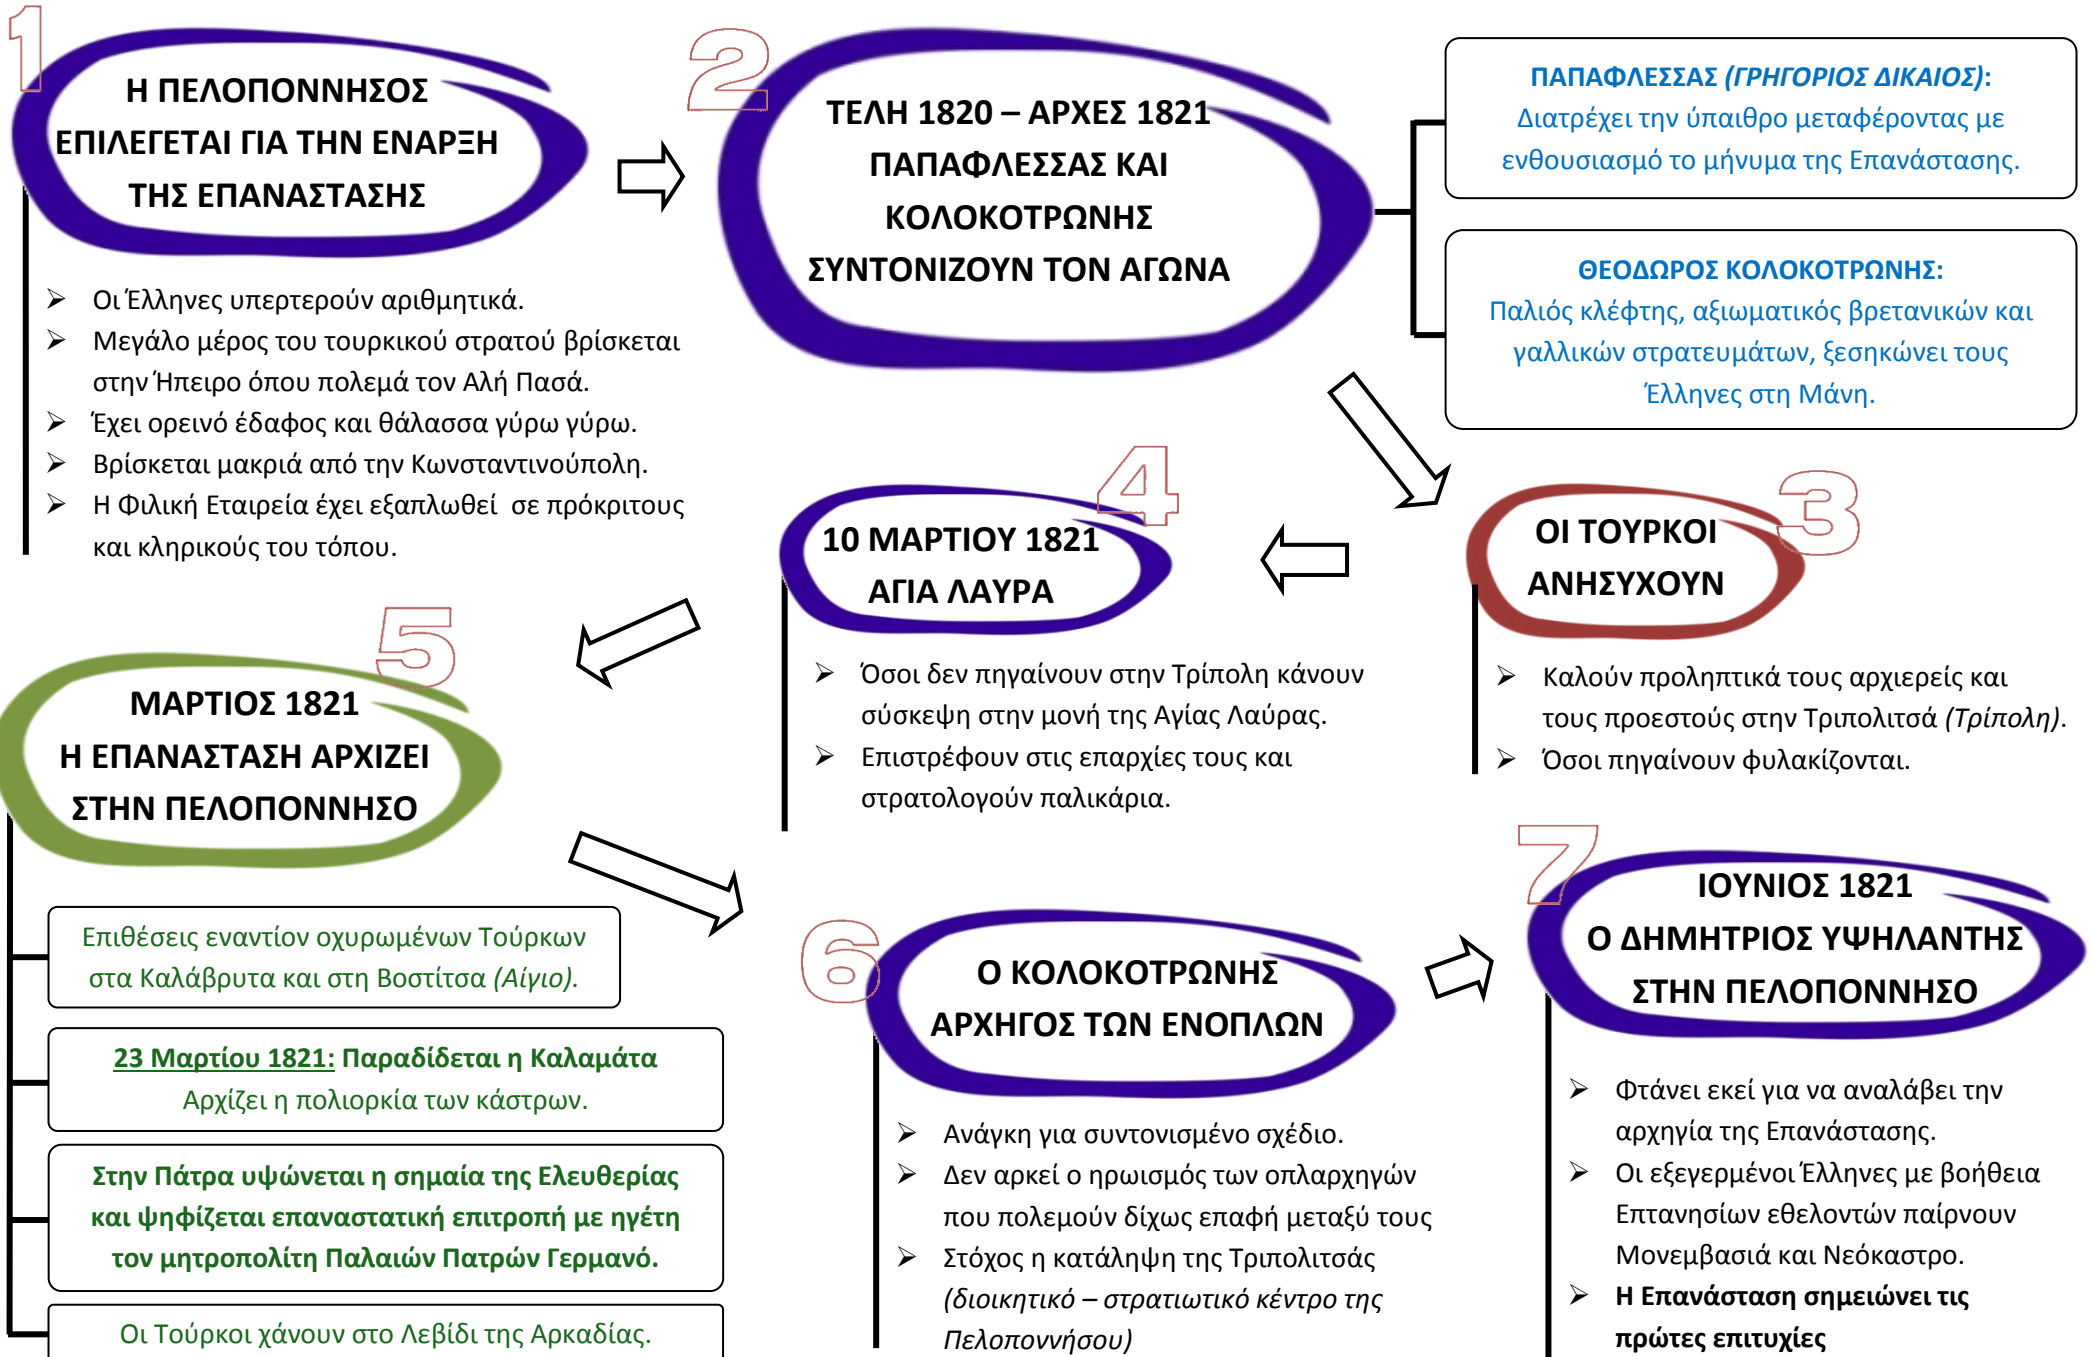 1
Η ΠΕΛΟΠΟΝΝΗΣΟΣ
ΕΠΙΛΕΓΕΤΑΙ ΓΙΑ ΤΗΝ ΕΝΑΡΞΗ
ΤΗΣ ΕΠΑΝΑΣΤΑΣΗΣ
➢ Οι Έλληνες υπερτερούν αριθμητικά.
➢ Μεγάλο μέρος του τουρκικού στρατού βρίσκεται
στην Ήπειρο όπου πολεμά τον Αλή Πασά.
➢ Έχει ορεινό έδαφος και θάλασσα γύρω γύρω.
➢ Βρίσκεται μακριά από την Κωνσταντινούπολη.
➢ Η Φιλική Εταιρεία έχει εξαπλωθεί σε πρόκριτους
και κληρικούς του τόπου.
2
ΤΕΛΗ 1820 – ΑΡΧΕΣ 1821
ΠΑΠΑΦΛΕΣΣΑΣ ΚΑΙ
ΚΟΛΟΚΟΤΡΩΝΗΣ
ΣΥΝΤΟΝΙΖΟΥΝ ΤΟΝ ΑΓΩΝΑ
ΠΑΠΑΦΛΕΣΣΑΣ (ΓΡΗΓΟΡΙΟΣ ΔΙΚΑΙΟΣ):
Διατρέχει την ύπαιθρο μεταφέροντας με
ενθουσιασμό το μήνυμα της Επανάστασης.
ΘΕΟΔΩΡΟΣ ΚΟΛΟΚΟΤΡΩΝΗΣ:
Παλιός κλέφτης, αξιωματικός βρετανικών και
γαλλικών στρατευμάτων, ξεσηκώνει τους
Έλληνες στη Μάνη.
3
ΟΙ ΤΟΥΡΚΟΙ
ΑΝΗΣΥΧΟΥΝ
➢ Καλούν προληπτικά τους αρχιερείς και
τους προεστούς στην Τριπολιτσά (Τρίπολη).
➢ Όσοι πηγαίνουν φυλακίζονται.
4
10 ΜΑΡΤΙΟΥ 1821
ΑΓΙΑ ΛΑΥΡΑ
➢ Όσοι δεν πηγαίνουν στην Τρίπολη κάνουν
σύσκεψη στην μονή της Αγίας Λαύρας.
➢ Επιστρέφουν στις επαρχίες τους και
στρατολογούν παλικάρια.
5
ΜΑΡΤΙΟΣ 1821
Η ΕΠΑΝΑΣΤΑΣΗ ΑΡΧΙΖΕΙ
ΣΤΗΝ ΠΕΛΟΠΟΝΝΗΣΟ
Επιθέσεις εναντίον οχυρωμένων Τούρκων
στα Καλάβρυτα και στη Βοστίτσα (Αίγιο).
23 Μαρτίου 1821: Παραδίδεται η Καλαμάτα
Αρχίζει η πολιορκία των κάστρων.
Στην Πάτρα υψώνεται η σημαία της Ελευθερίας
και ψηφίζεται επαναστατική επιτροπή με ηγέτη
τον μητροπολίτη Παλαιών Πατρών Γερμανό.
Οι Τούρκοι χάνουν στο Λεβίδι της Αρκαδίας.
6
Ο ΚΟΛΟΚΟΤΡΩΝΗΣ
ΑΡΧΗΓΟΣ ΤΩΝ ΕΝΟΠΛΩΝ
➢ Ανάγκη για συντονισμένο σχέδιο.
➢ Δεν αρκεί ο ηρωισμός των οπλαρχηγών
που πολεμούν δίχως επαφή μεταξύ τους
➢ Στόχος η κατάληψη της Τριπολιτσάς
(διοικητικό – στρατιωτικό κέντρο της
Πελοποννήσου)
7
ΙΟΥΝΙΟΣ 1821
Ο ΔΗΜΗΤΡΙΟΣ ΥΨΗΛΑΝΤΗΣ
ΣΤΗΝ ΠΕΛΟΠΟΝΝΗΣΟ
➢ Φτάνει εκεί για να αναλάβει την
αρχηγία της Επανάστασης.
➢ Οι εξεγερμένοι Έλληνες με βοήθεια
Επτανησίων εθελοντών παίρνουν
Μονεμβασιά και Νεόκαστρο.
➢ Η Επανάσταση σημειώνει τις
πρώτες επιτυχίες